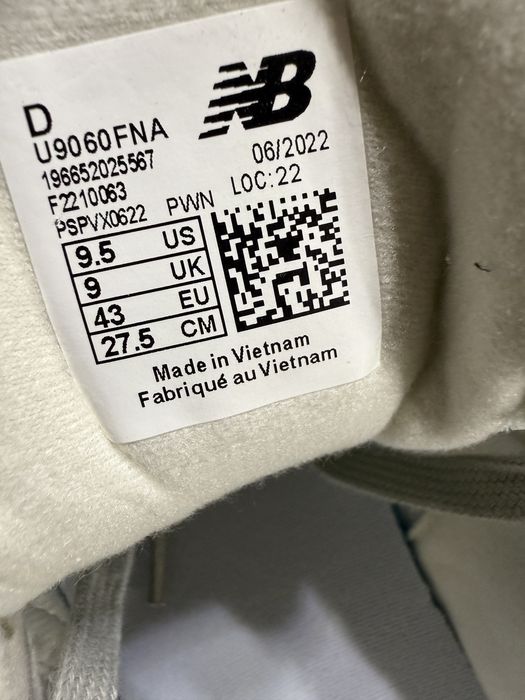 D
NB
U9060FNA
196652025567
06/2022
F2210063
LOC:22
PSPVX0622 PWN
9.5 US
9 UK
43 EU
27.5 CM
Made in Vietnam
Fabriqué au Vietnam